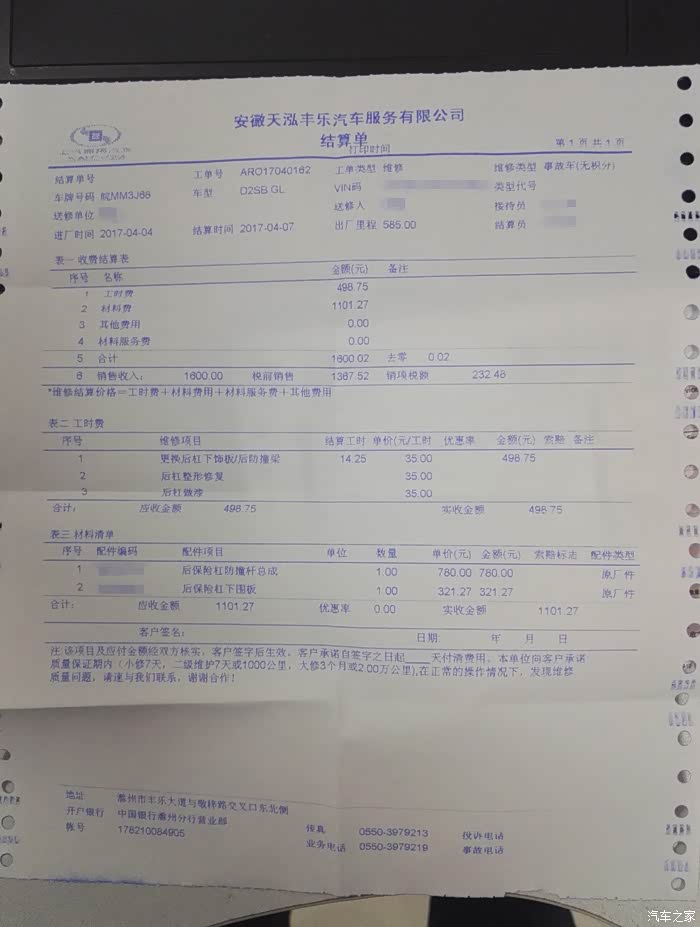 安徽天泓丰乐汽车服务有限公司
结算单
打印时间
第 1 页 共 1 页
结算单号 工单号 ARO17040162 工单类型 维修 维修类型 事故车(无积分)
车牌号码 皖MM3J68 车型 D2SB GL VIN码 类型代号
送修单位 送修人 接待员
进厂时间 2017-04-04 结算时间 2017-04-07 出厂里程 585.00 结算员
表一 收费结算表
序号 名称 金额(元) 备注
1 工时费 498.75
2 材料费 1101.27
3 其他费用 0.00
4 材料服务费 0.00
5 合计 1600.02 去零 0.02
6 销售收入: 1600.00 税前销售 1367.52 销项税额 232.48
*维修结算价格=工时费+材料费用+材料服务费+其他费用
表二 工时费
序号 维修项目 结算工时 单价(元/工时 优惠率 金额(元) 索赔 备注
1 更换后杠下饰板/后防撞梁 14.25 35.00 498.75
2 后杠整形修复 35.00
3 后杠做漆 35.00
合计: 应收金额 498.75 实收金额 498.75
表三 材料清单
序号 配件编码 配件项目 单位 数量 单价(元) 金额(元) 索赔标志 配件类型
1 后保险杠防撞杆总成 1.00 780.00 780.00 原厂件
2 后保险杠下围板 1.00 321.27 321.27 原厂件
合计: 应收金额 1101.27 优惠率 0.00 实收金额 1101.27
客户签名: 日期: 年 月 日
注:该项目及应付金额经双方核实，客户签字后生效。客户承诺自签字之日起____天付清费用。本单位向客户承诺
质量保证期内（小修7天，二级维护7天或1000公里，大修3个月或2.00万公里),在正常的操作情况下，发现维修
质量问题，请速与我们联系，谢谢合作！
地址 滁州市丰乐大道与敬梓路交叉口东北侧
开户银行 中国银行滁州分行营业部
帐号 178210084905 传真 0550-3979213 投诉电话
业务电话 0550-3979219 事故电话
汽车之家